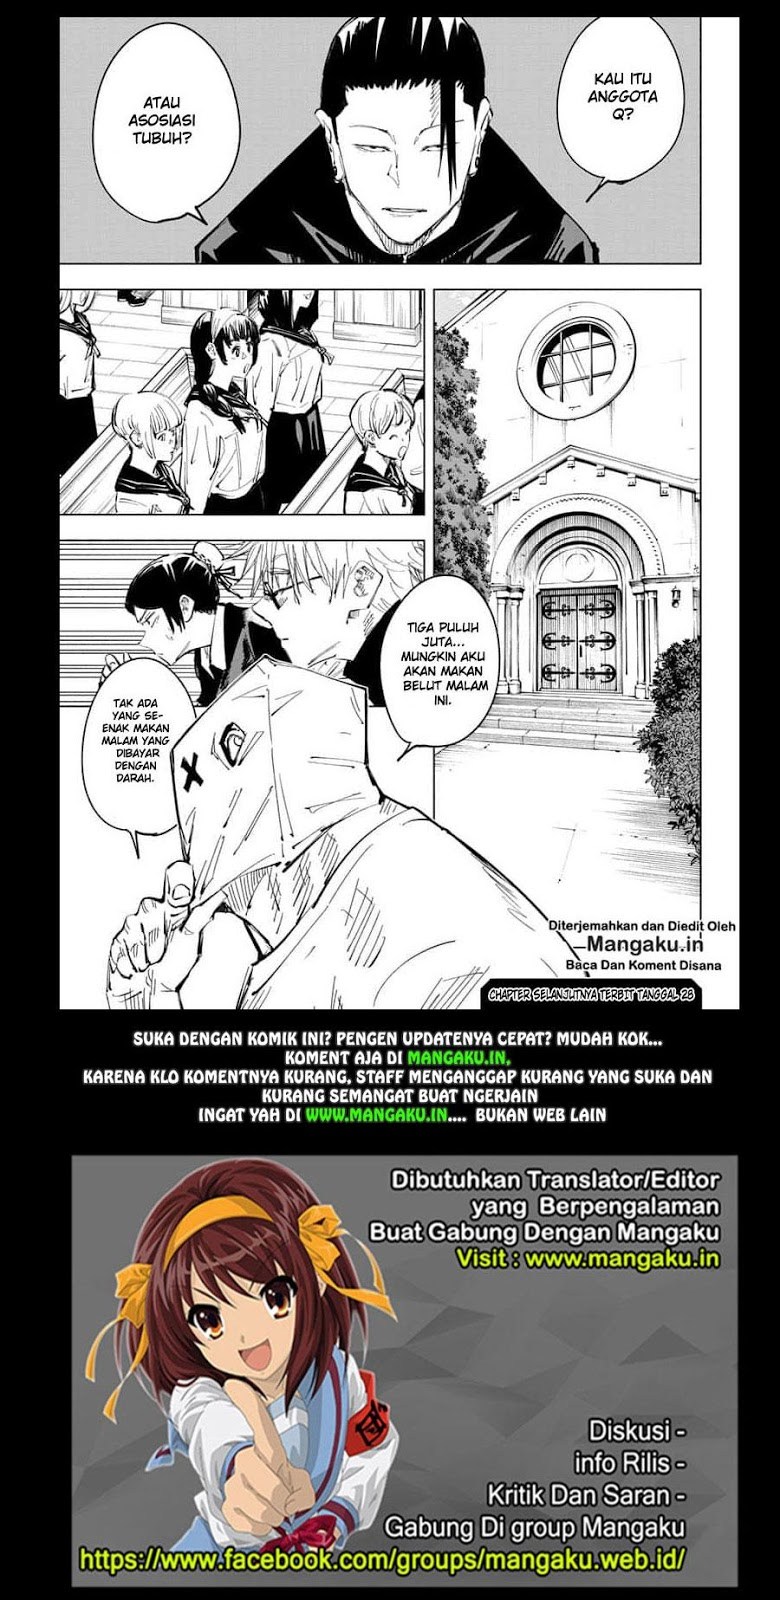 KAU ITU
ANGGOTA
Q?
ATAU
ASOSIASI
TUBUH?
TIGA PULUH
JUTA...
MUNGKIN AKU
AKAN MAKAN
BELUT MALAM
INI.
TAK ADA
YANG SE-
ENAK MAKAN
MALAM YANG
DIBAYAR
DENGAN
DARAH.
Diterjemahkan dan Diedit Oleh
Mangaku.in
Baca Dan Koment Disana
CHAPTER SELANJUTNYA TERBIT TANGGAL 28
SUKA DENGAN KOMIK INI? PENGEN UPDATENYA CEPAT? MUDAH KOK...
KOMENT AJA DI MANGAKU.IN,
KARENA KLO KOMENTNYA KURANG, STAFF MENGANGGAP KURANG YANG SUKA DAN
KURANG SEMANGAT BUAT NGERJAIN
INGAT YAH DI WWW.MANGAKU.IN.... BUKAN WEB LAIN
Dibutuhkan Translator/Editor
yang Berpengalaman
Buat Gabung Dengan Mangaku
Visit : www.mangaku.in
Diskusi -
info Rilis -
Kritik Dan Saran -
Gabung Di group Mangaku
https://www.facebook.com/groups/mangaku.web.id/